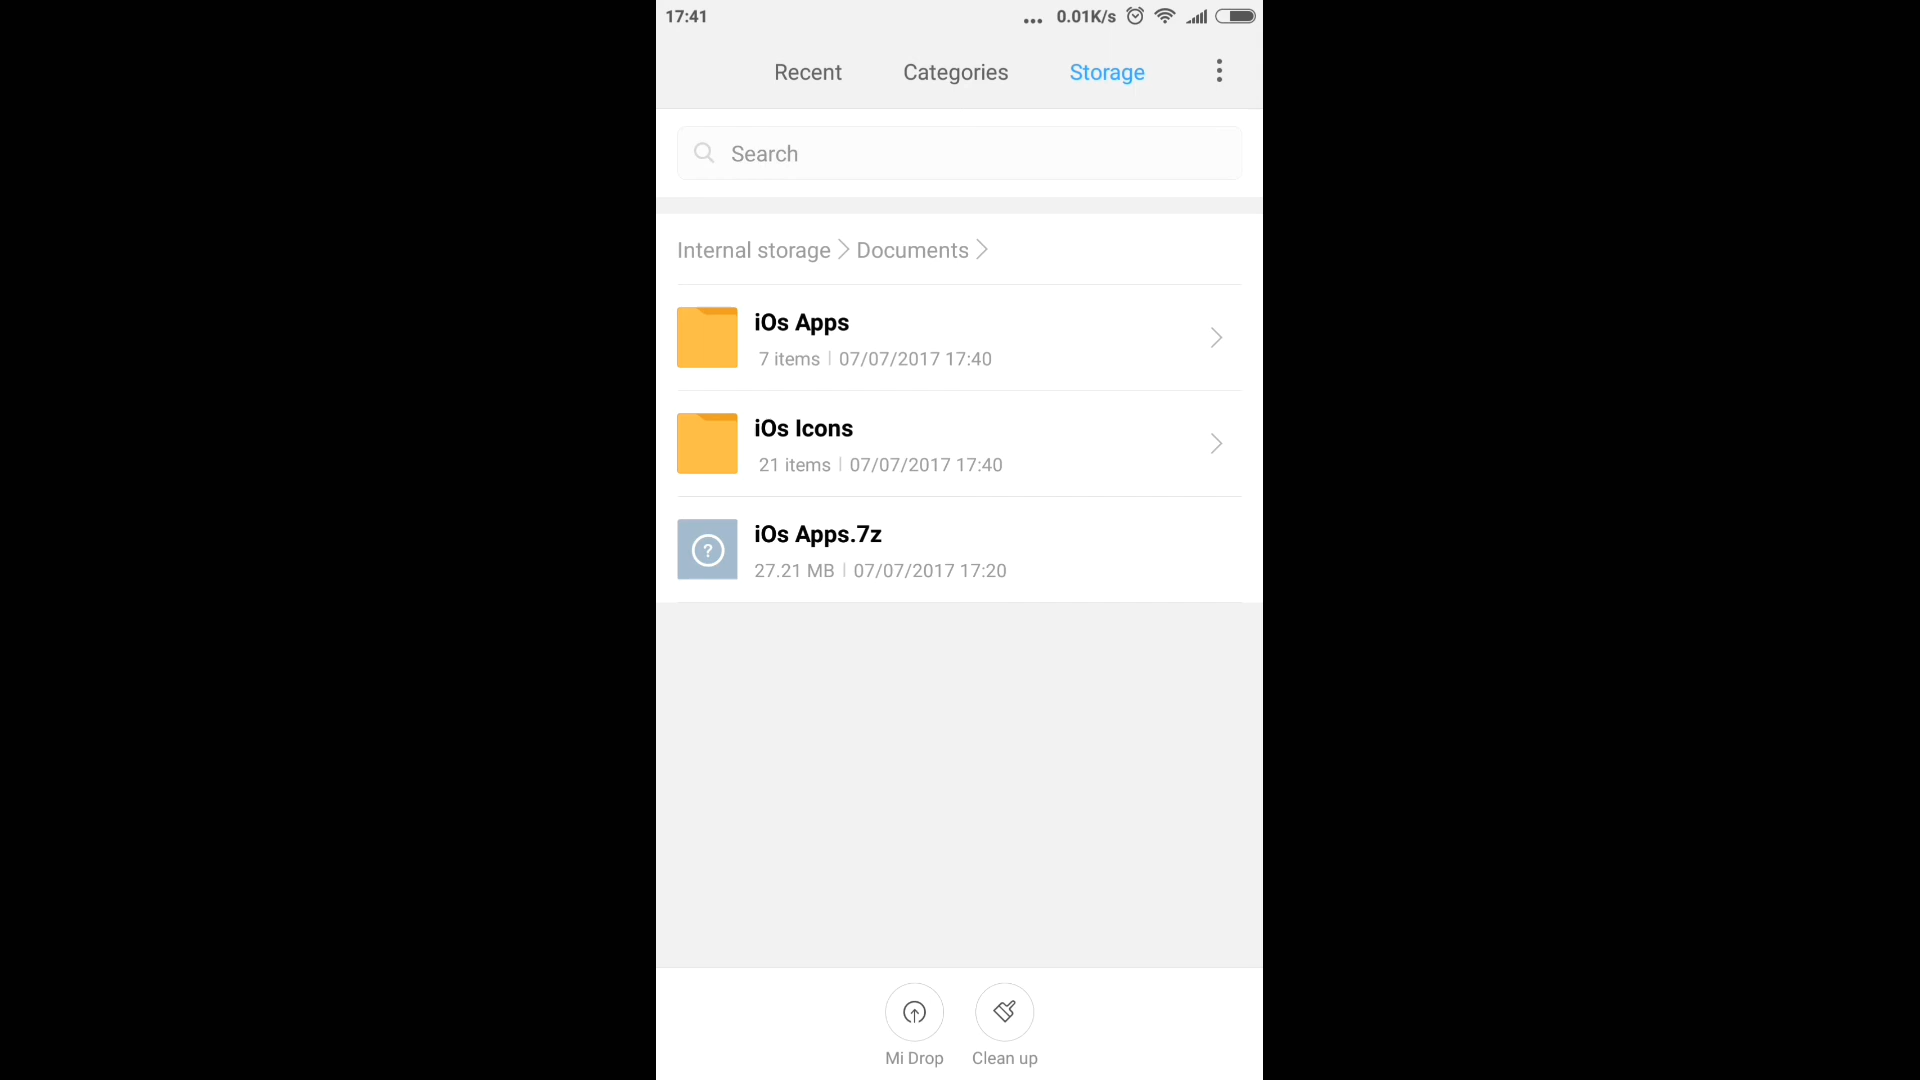 17:41 ... 0.01K/s
Recent Categories Storage
Search
Internal storage > Documents >
iOs Apps
7 items | 07/07/2017 17:40
iOs Icons
21 items | 07/07/2017 17:40
iOs Apps.7z
27.21 MB | 07/07/2017 17:20
Mi Drop Clean up